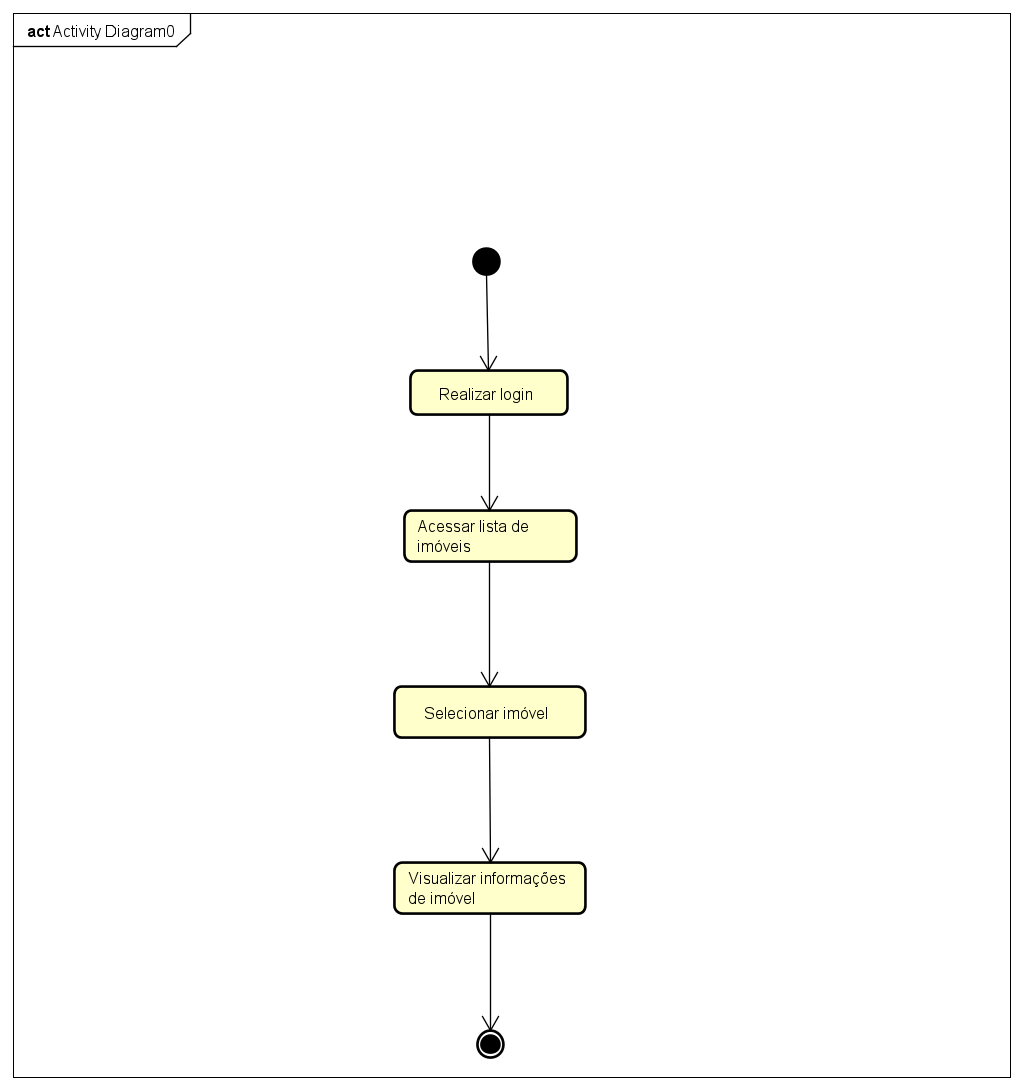 act Activity Diagram0
Realizar login
Acessar lista de
imóveis
Selecionar imóvel
Visualizar informações
de imóvel